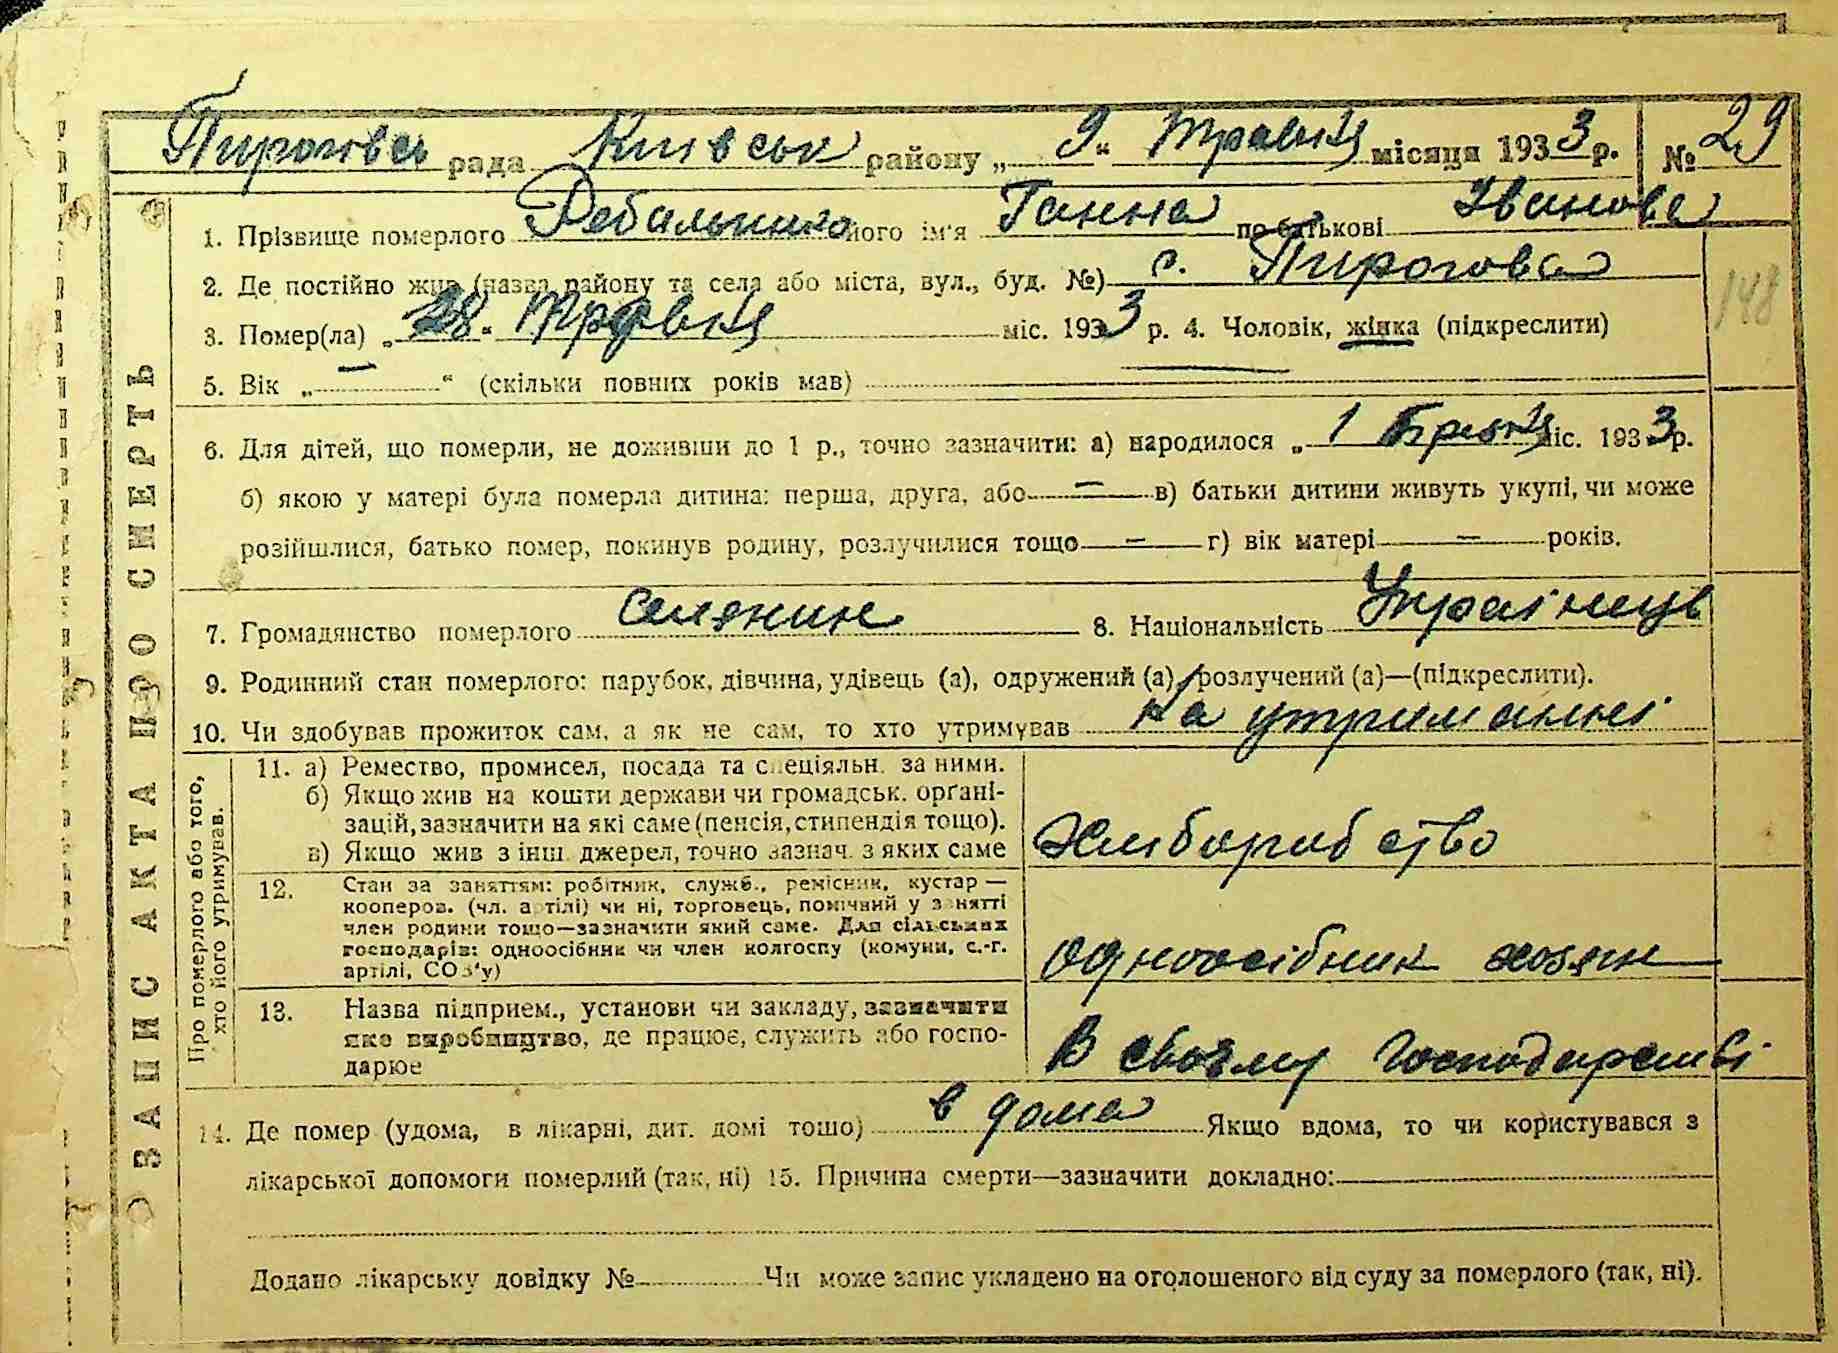 Пирогівсь рада Київськ району „ 9 “ Травня місяця 1933 р. № 29
1. Прізвище померлого його ім'я Ганна по батькові Іванова
2. Де постійно жив (назва району та села або міста, вул., буд. №) с. Пирогово
148
3. Помер(ла) „28“ Травня міс. 1933 р. 4. Чоловік, жінка (підкреслити)
5. Вік „ — “ (скільки повних років мав) —
6. Для дітей, що померли, не доживши до 1 р., точно зазначити: а) народилося „ 1 міс. 1933 р.
б) якою у матері була померла дитина: перша, друга, або — в) батьки дитини живуть укупі, чи може
розійшлися, батько помер, покинув родину, розлучилися тощо — г) вік матері — років.
7. Громадянство померлого селянин 8. Національність Українець
9. Родинний стан померлого: парубок, дівчина, удівець (а), одружений (а), розлучений (а)—(підкреслити).
10. Чи здобував прожиток сам, а як не сам, то хто утримував на утриманні
ЗАПИС АКТА ПРО СМЕРТЬ
Про померлого або того,
хто його утримував.
11. а) Ремество, промисел, посада та спеціяльн. за ними.
б) Якщо жив на кошти держави чи громадськ. органі-
зацій, зазначити на які саме (пенсія, стипендія тощо).
в) Якщо жив з інш. джерел, точно зазнач. з яких саме
Хлиборобство
12. Стан за заняттям: робітник, служб., ремісник, кустар —
кооперов. (чл. артілі) чи ні, торговець, помічний у занятті
член родини тощо—зазначити який саме. Для сільських
господарів: одноосібник чи член колгоспу (комуни, с.-г.
артілі, СОЗ'у)
одноосібник хозяін
13. Назва підприєм., установи чи закладу, зазначити
яке виробництво, де працює, служить або госпо-
дарює
В своєму господарстві
14. Де помер (удома, в лікарні, дит. домі тощо) в дома Якщо вдома, то чи користувався з
лікарської допомоги померлий (так, ні) 15. Причина смерти—зазначити докладно:
Додано лікарську довідку № Чи може запис укладено на оголошеного від суду за померлого (так, ні).